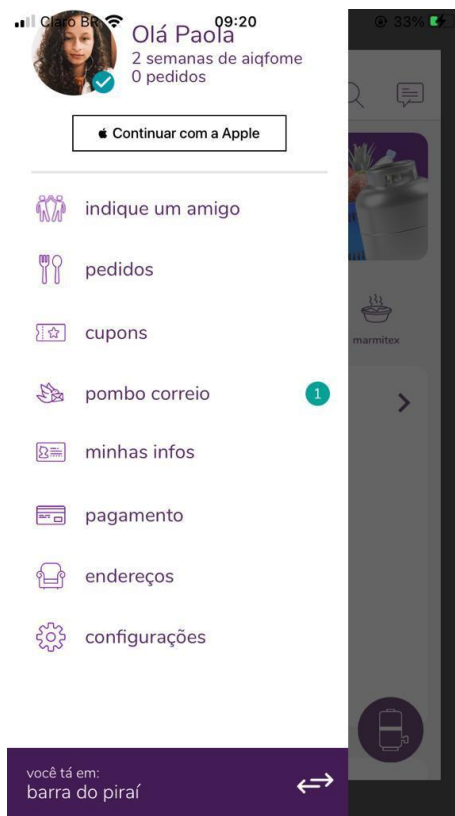 Claro BR 09:20 33%
Olá Paola
2 semanas de aiqfome
0 pedidos
Continuar com a Apple
indique um amigo
pedidos
cupons
marmitex
pombo correio 1
minhas infos
pagamento
endereços
configurações
você tá em:
barra do piraí